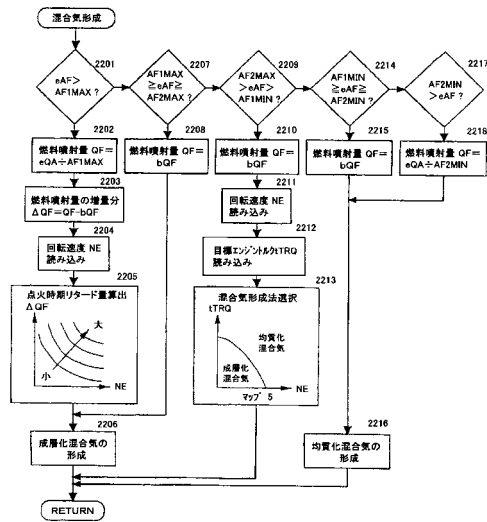 混合気形成
2201
eAF>
AF1MAX ?
2207
AF1MAX
≧eAF≧
AF2MAX ?
2209
AF2MAX
>eAF>
AF1MIN ?
2214
AF1MIN
≧eAF≧
AF2MIN ?
2217
AF2MIN
>eAF ?
2202
燃料噴射量 QF=
eQA÷AF1MAX
2208
燃料噴射量 QF=
bQF
2210
燃料噴射量 QF=
bQF
2215
燃料噴射量 QF=
bQF
2218
燃料噴射量 QF=
eQA÷AF2MIN
2203
燃料噴射量の増量分
ΔQF=QF-bQF
2211
回転速度 NE
読み込み
2204
回転速度 NE
読み込み
2212
目標エンジントルクtTRQ
読み込み
2205
点火時期リタード量算出
ΔQF
大
小
NE
2213
混合気形成法選択
tTRQ
均質化
混合気
成層化
混合気
NE
マップ 5
2206
成層化混合気の
形成
2216
均質化混合気の
形成
RETURN